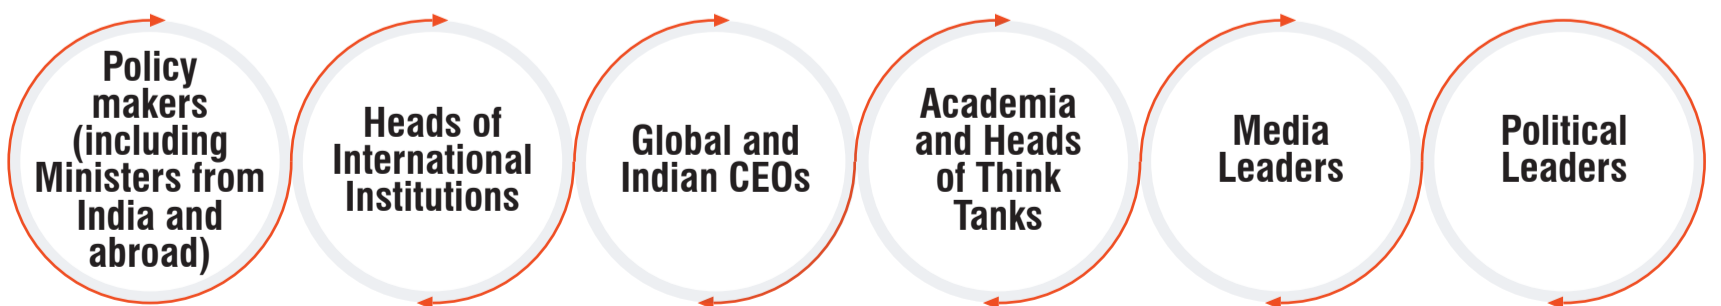 Policy
makers
(including
Ministers from
India and
abroad)
Heads of
International
Institutions
Global and
Indian CEOs
Academia
and Heads
of Think
Tanks
Media
Leaders
Political
Leaders